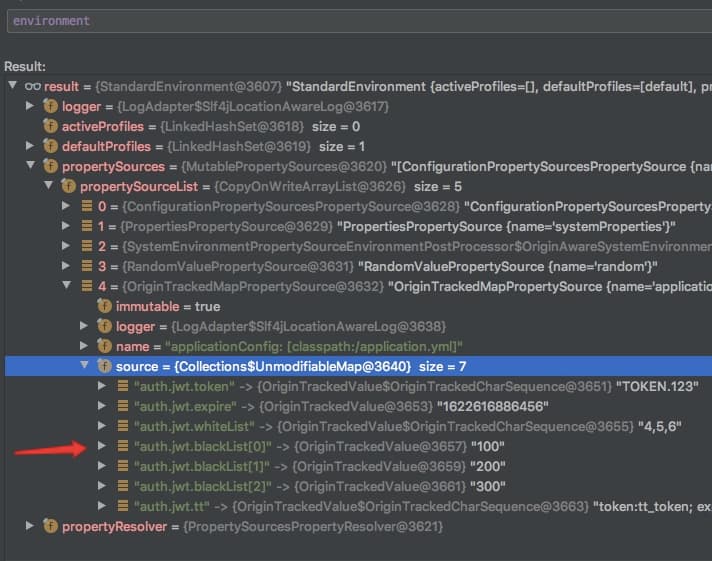 environment
Result:
result = {StandardEnvironment@3607} "StandardEnvironment {activeProfiles=[], defaultProfiles=[default], pr
logger = {LogAdapter$Slf4jLocationAwareLog@3617}
activeProfiles = {LinkedHashSet@3618} size = 0
defaultProfiles = {LinkedHashSet@3619} size = 1
propertySources = {MutablePropertySources@3620} "[ConfigurationPropertySourcesPropertySource {nam
propertySourceList = {CopyOnWriteArrayList@3626} size = 5
0 = {ConfigurationPropertySourcesPropertySource@3628} "ConfigurationPropertySourcesProperty
1 = {PropertiesPropertySource@3629} "PropertiesPropertySource {name='systemProperties'}"
2 = {SystemEnvironmentPropertySourceEnvironmentPostProcessor$OriginAwareSystemEnvironmen
3 = {RandomValuePropertySource@3631} "RandomValuePropertySource {name='random'}"
4 = {OriginTrackedMapPropertySource@3632} "OriginTrackedMapPropertySource {name='applicatio
immutable = true
logger = {LogAdapter$Slf4jLocationAwareLog@3638}
name = "applicationConfig: [classpath:/application.yml]"
source = {Collections$UnmodifiableMap@3640} size = 7
"auth.jwt.token" -> {OriginTrackedValue$OriginTrackedCharSequence@3651} "TOKEN.123"
"auth.jwt.expire" -> {OriginTrackedValue@3653} "1622616886456"
"auth.jwt.whiteList" -> {OriginTrackedValue$OriginTrackedCharSequence@3655} "4,5,6"
"auth.jwt.blackList[0]" -> {OriginTrackedValue@3657} "100"
"auth.jwt.blackList[1]" -> {OriginTrackedValue@3659} "200"
"auth.jwt.blackList[2]" -> {OriginTrackedValue@3661} "300"
"auth.jwt.tt" -> {OriginTrackedValue$OriginTrackedCharSequence@3663} "token:tt_token; ex
propertyResolver = {PropertySourcesPropertyResolver@3621}